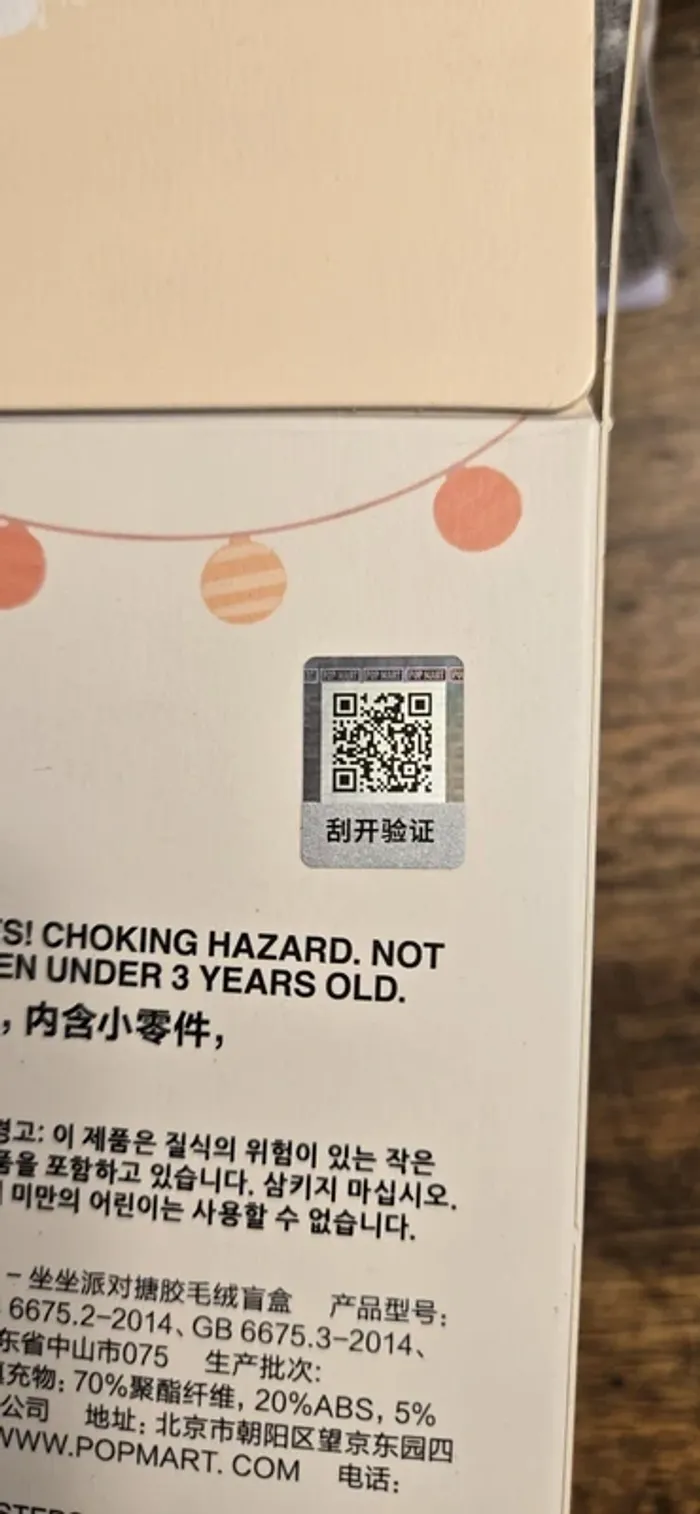 POP MART POP MART POP MART
刮开验证
TS! CHOKING HAZARD. NOT
EN UNDER 3 YEARS OLD.
, 内含小零件,
경고: 이 제품은 질식의 위험이 있는 작은
품을 포함하고 있습니다. 삼키지 마십시오.
미만의 어린이는 사용할 수 없습니다.
- 坐坐派对搪胶毛绒盲盒 产品型号:
6675.2-2014、GB 6675.3-2014、
东省中山市075 生产批次:
填充物: 70%聚酯纤维, 20%ABS, 5%
公司 地址: 北京市朝阳区望京东园四
WWW.POPMART. COM 电话: